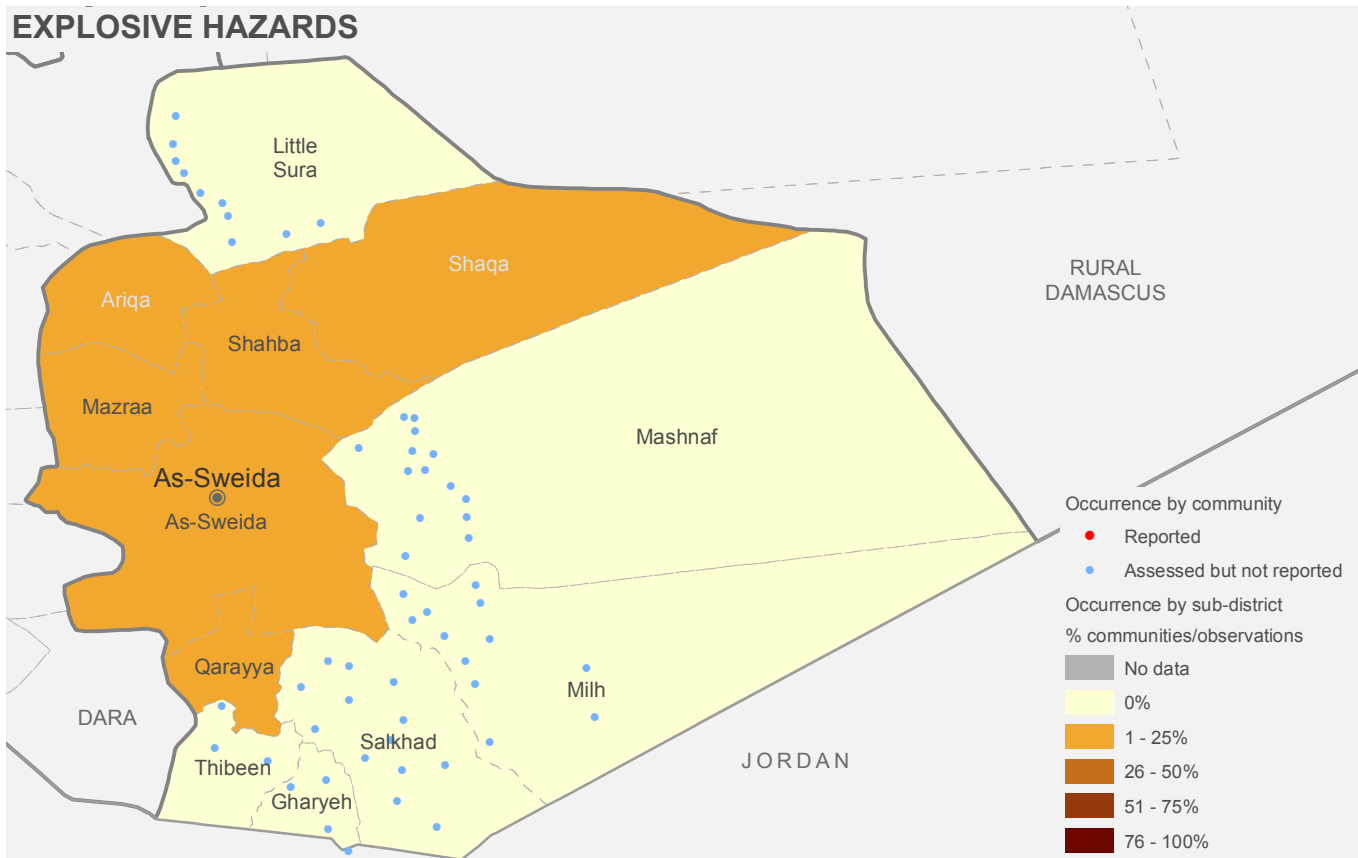 EXPLOSIVE HAZARDS
Little
Sura
Shaqa
RURAL
DAMASCUS
Ariqa
Shahba
Mazraa
Mashnaf
As-Sweida
As-Sweida
Qarayya
Milh
DARA
Salkhad
JORDAN
Thibeen
Gharyeh
Occurrence by community
Reported
Assessed but not reported
Occurrence by sub-district
% communities/observations
No data
0%
1 - 25%
26 - 50%
51 - 75%
76 - 100%